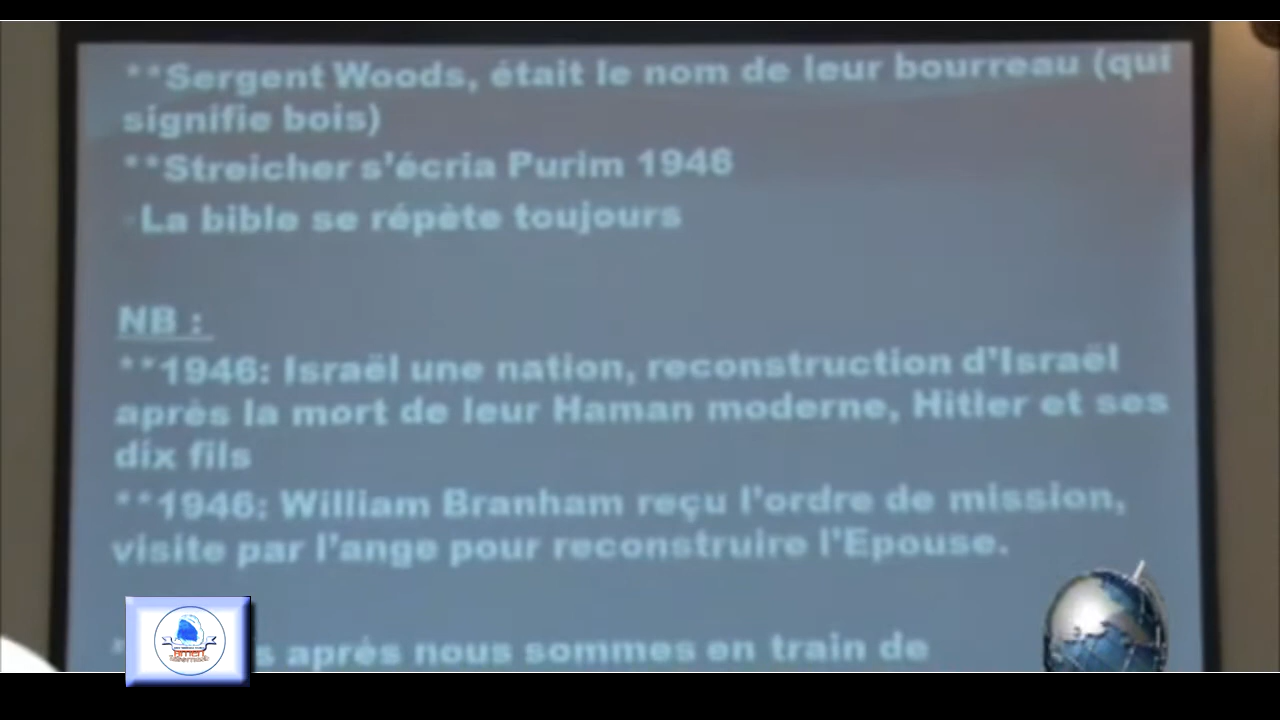 **Sergent Woods, était le nom de leur bourreau (qui
signifie bois)
**Streicher s'écria Purim 1946
La bible se répète toujours
NB :
**1946: Israël une nation, reconstruction d'Israël
après la mort de leur Haman moderne, Hitler et ses
dix fils
**1946: William Branham reçu l'ordre de mission,
visite par l'ange pour reconstruire l'Epouse.
après nous sommes en train de